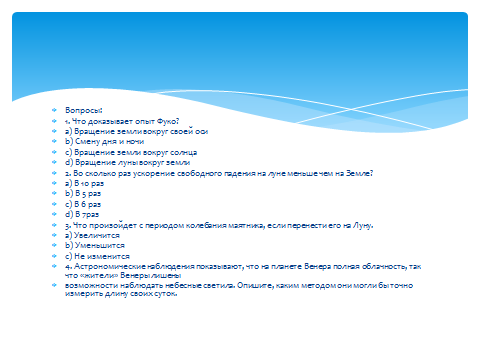 Вопросы:
1. Что доказывает опыт Фуко?
a) Вращение земли вокруг своей оси
b) Смену дня и ночи
c) Вращение земли вокруг солнца
d) Вращение луны вокруг земли
2. Во сколько раз ускорение свободного падения на луне меньше чем на Земле?
a) В 10 раз
b) В 5 раз
c) В 6 раз
d) В 7раз
3. Что произойдет с периодом колебания маятника, если перенести его на Луну.
a) Увеличится
b) Уменьшится
c) Не изменится
4. Астрономические наблюдения показывают, что на планете Венера полная облачность, так
что «жители» Венеры лишены
возможности наблюдать небесные светила. Опишите, каким методом они могли бы точно
измерить длину своих суток.